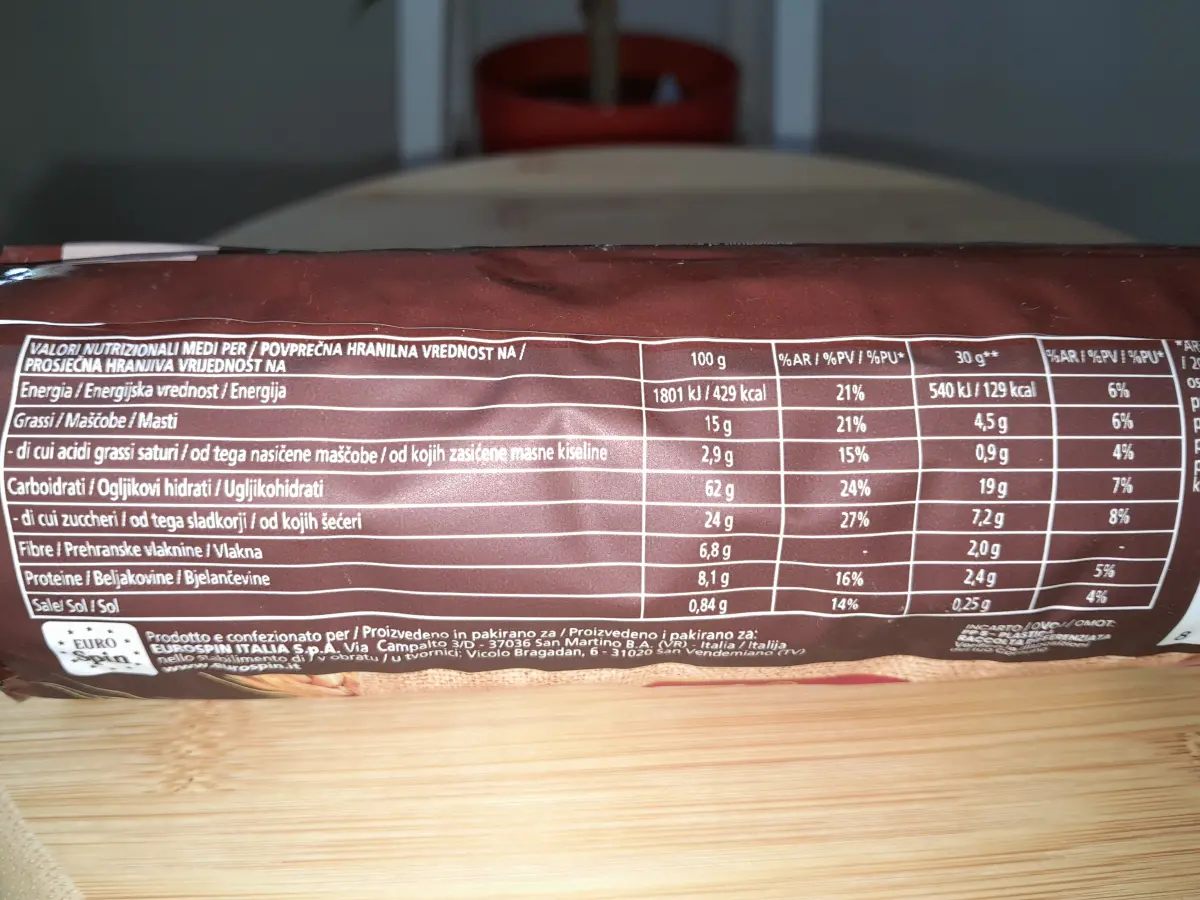 VALORI NUTRIZIONALI MEDI PER / POVPREČNA HRANILNA VREDNOST NA /
PROSJEČNA HRANJIVA VRIJEDNOST NA 100 g %AR / %PV / %PU* 30 g** %AR / %PV / %PU*
Energia / Energijska vrednost / Energija 1801 kJ / 429 kcal 21% 540 kJ / 129 kcal 6%
Grassi / Maščobe / Masti 15 g 21% 4,5 g 6%
- di cui acidi grassi saturi / od tega nasičene maščobe / od kojih zasićene masne kiseline 2,9 g 15% 0,9 g 4%
Carboidrati / Ogljikovi hidrati / Ugljikohidrati 62 g 24% 19 g 7%
- di cui zuccheri / od tega sladkorji / od kojih šećeri 24 g 27% 7,2 g 8%
Fibre / Prehranske vlaknine / Vlakna 6,8 g - 2,0 g -
Proteine / Beljakovine / Bjelančevine 8,1 g 16% 2,4 g 5%
Sale/ Sol / Sol 0,84 g 14% 0,25 g 4%
EURO
Spin
Prodotto e confezionato per / Proizvedeno in pakirano za / Proizvedeno i pakirano za:
EUROSPIN ITALIA S.p.A. Via Campalto 3/D - 37036 San Martino B.A. (VR) - Italia / Italija
nello stabilimento di / v obratu / u tvornici: Vicolo Bragadan, 6 - 31020 San Vendemiano (TV)
www.eurospin.it
INCARTO / OVOJ / OMOT: